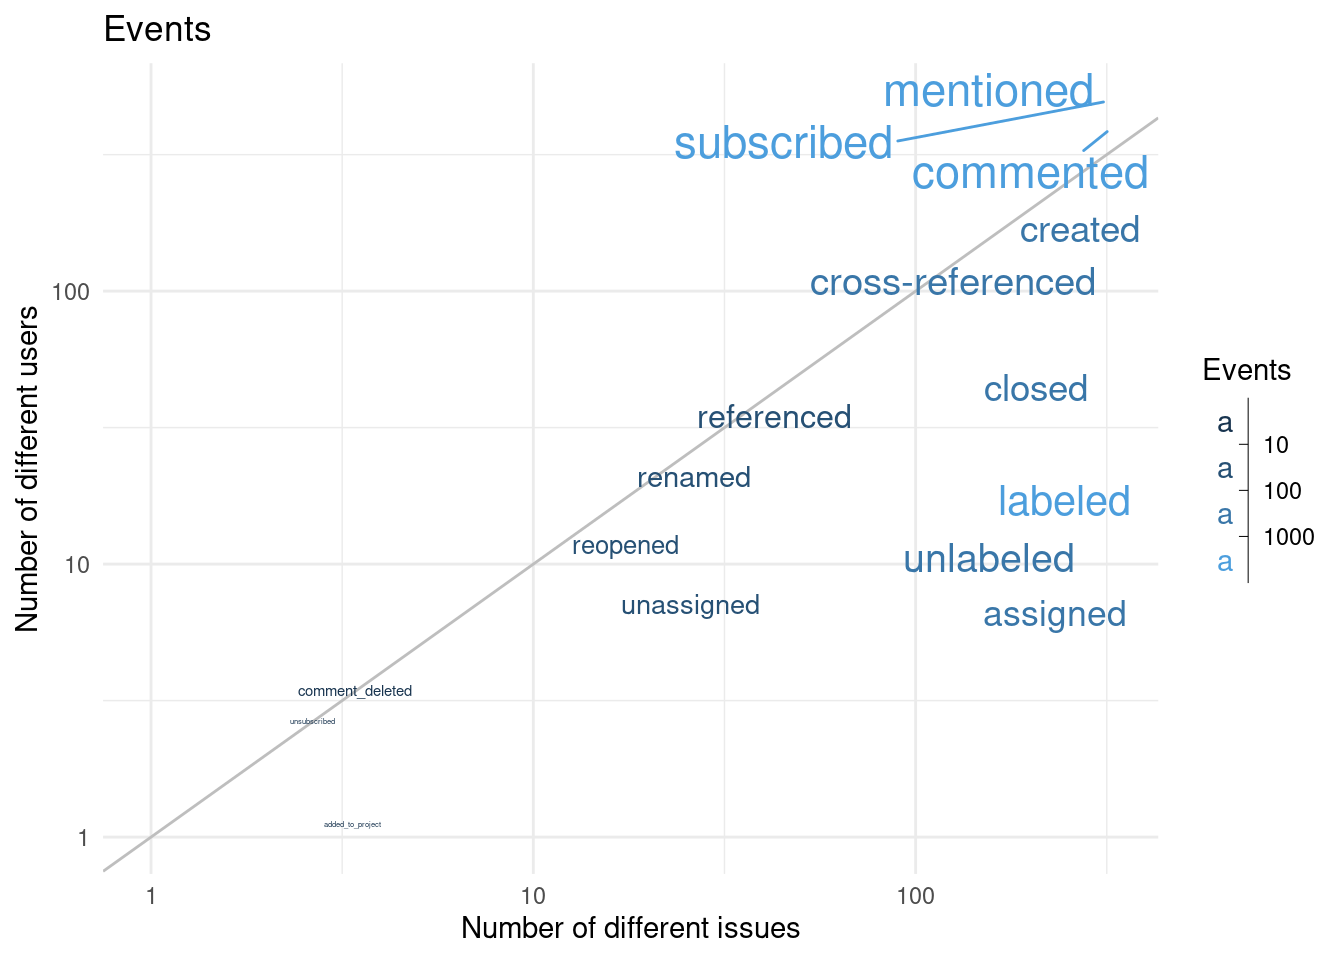 Events
mentioned
subscribed
commented
created
cross-referenced
closed
referenced
renamed
labeled
reopened
unlabeled
unassigned
assigned
comment_deleted
unsubscribed
added_to_project
100
10
1
1
10
100
Number of different users
Number of different issues
Events
a
10
a
100
a
1000
a